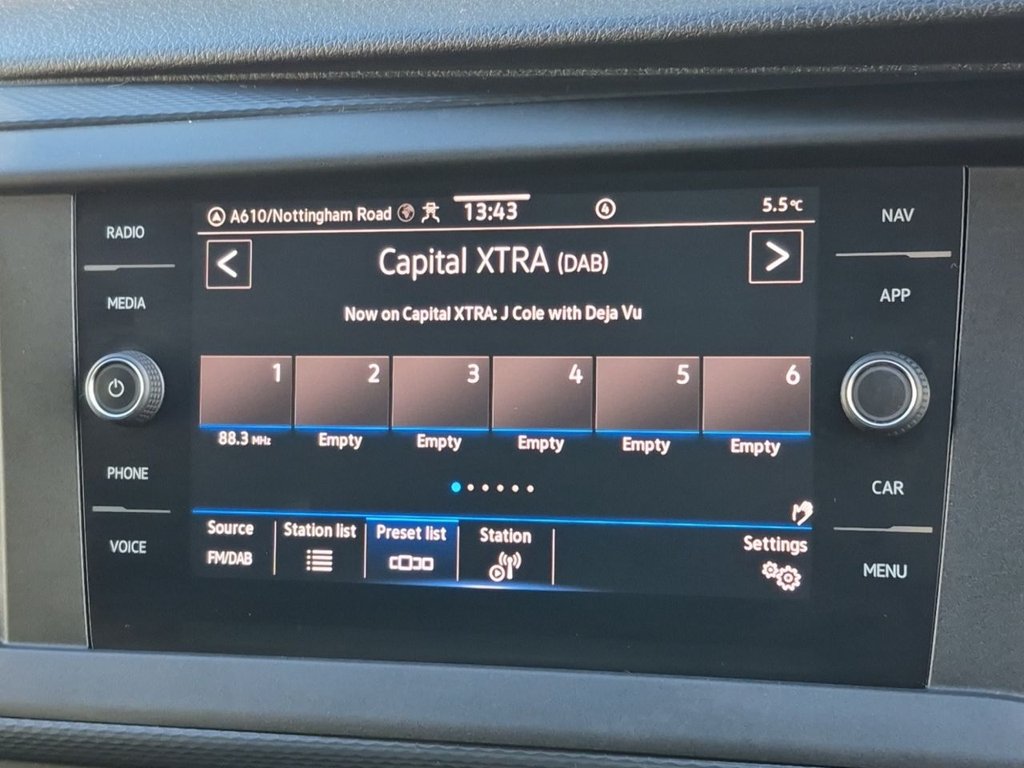 RADIO
MEDIA
PHONE
VOICE
A610/Nottingham Road 13:43 4 5.5°C
< Capital XTRA (DAB) >
Now on Capital XTRA: J Cole with Deja Vu
1 2 3 4 5 6
88.3 MHz Empty Empty Empty Empty Empty
Source Station list Preset list Station Settings
FM/DAB
NAV
APP
CAR
MENU